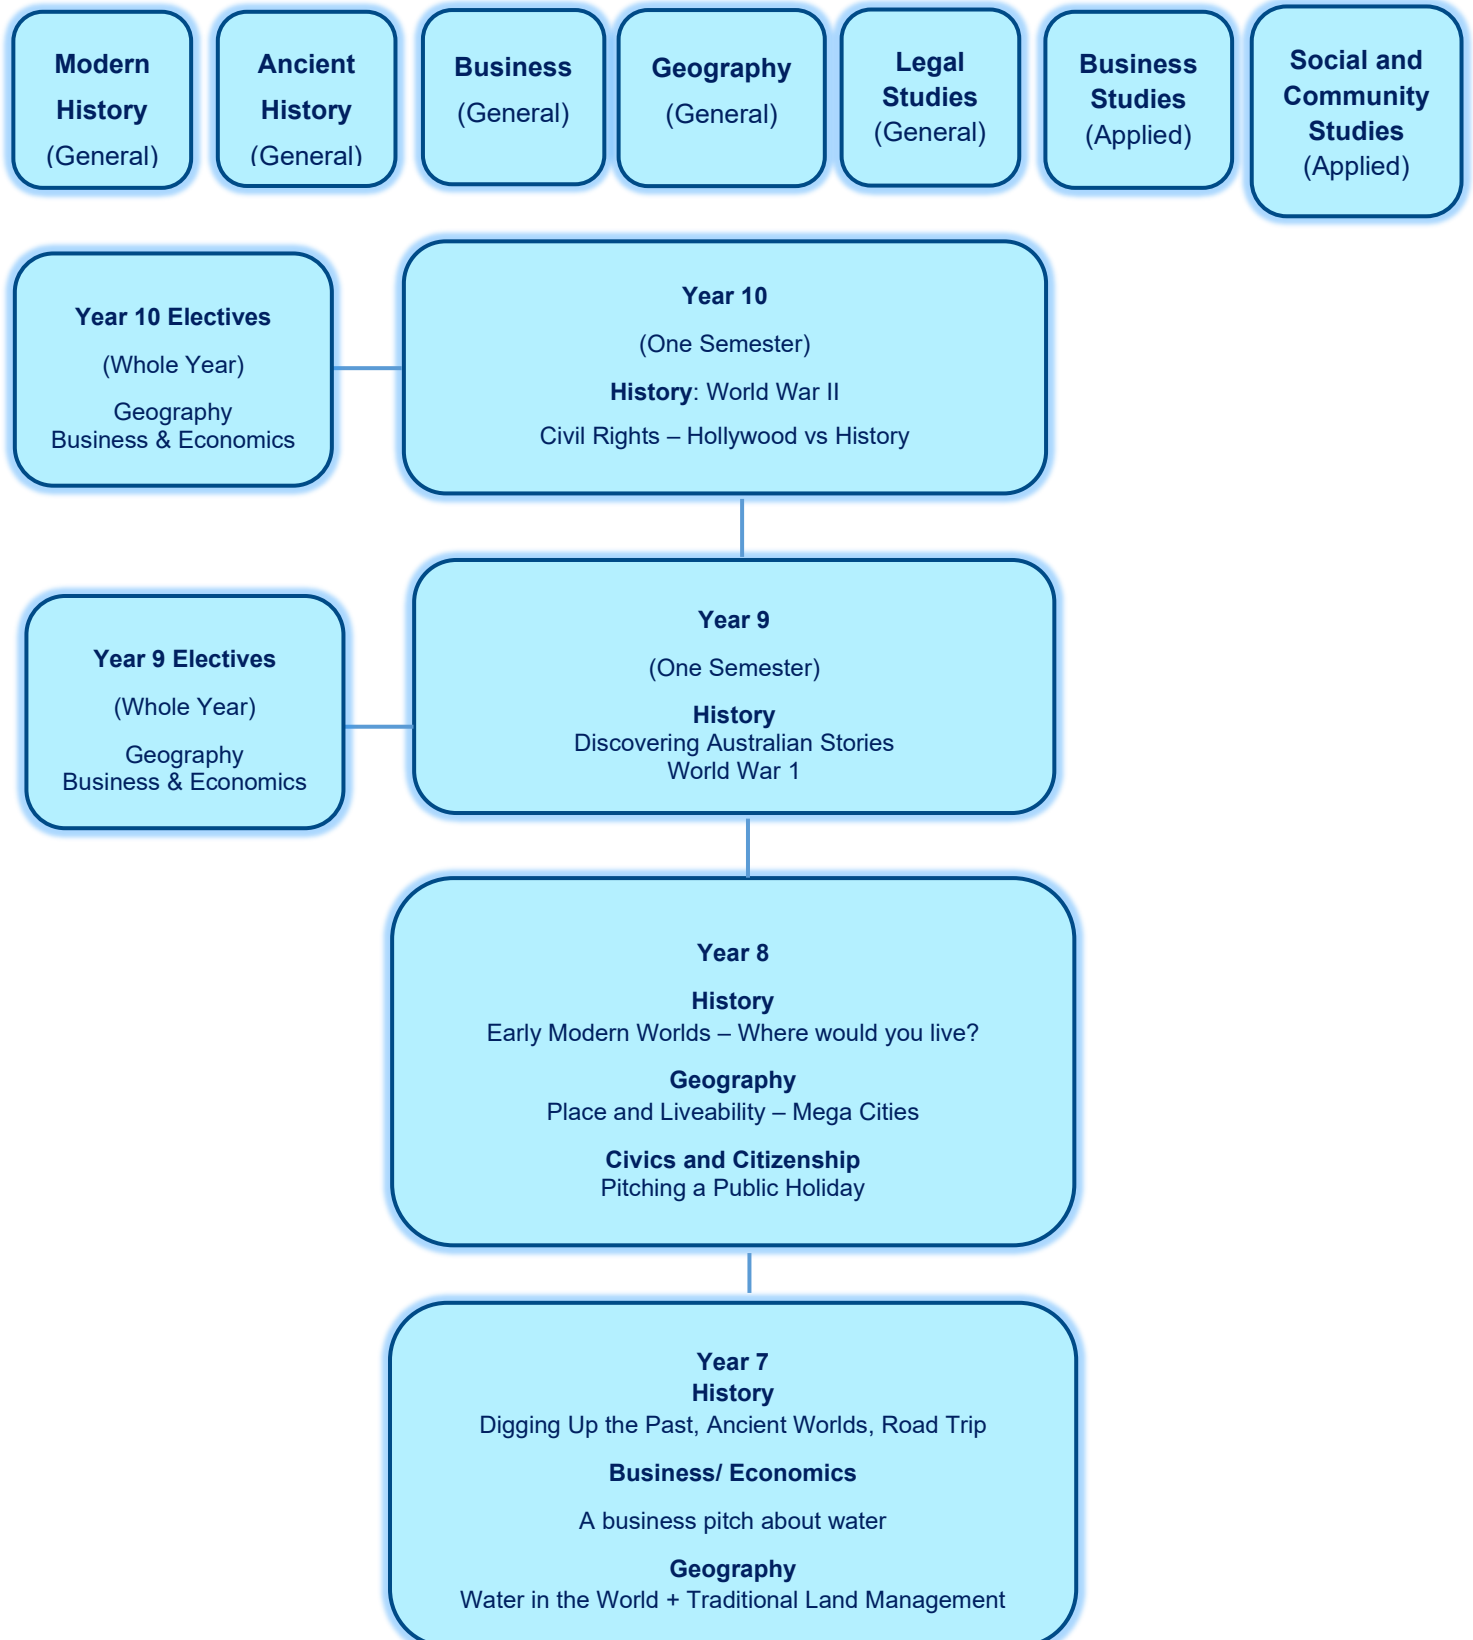 Modern
History
(General)
Ancient
History
(General)
Business
(General)
Geography
(General)
Legal
Studies
(General)
Business
Studies
(Applied)
Social and
Community
Studies
(Applied)
Year 10 Electives
(Whole Year)
Geography
Business & Economics
Year 10
(One Semester)
History: World War II
Civil Rights – Hollywood vs History
Year 9 Electives
(Whole Year)
Geography
Business & Economics
Year 9
(One Semester)
History
Discovering Australian Stories
World War 1
Year 8
History
Early Modern Worlds – Where would you live?
Geography
Place and Liveability – Mega Cities
Civics and Citizenship
Pitching a Public Holiday
Year 7
History
Digging Up the Past, Ancient Worlds, Road Trip
Business/ Economics
A business pitch about water
Geography
Water in the World + Traditional Land Management